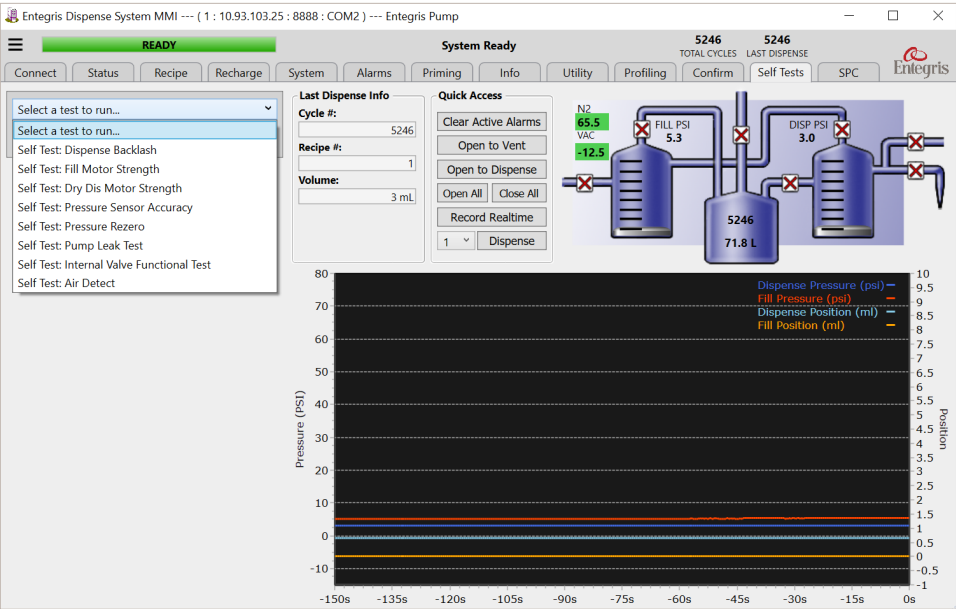 Entegris Dispense System MMI --- ( 1 : 10.93.103.25 : 8888 : COM2 ) --- Entegris Pump
READY
System Ready
5246
TOTAL CYCLES
5246
LAST DISPENSE
Entegris
Connect
Status
Recipe
Recharge
System
Alarms
Priming
Info
Utility
Profiling
Confirm
Self Tests
SPC
Select a test to run...
Select a test to run...
Self Test: Dispense Backlash
Self Test: Fill Motor Strength
Self Test: Dry Dis Motor Strength
Self Test: Pressure Sensor Accuracy
Self Test: Pressure Rezero
Self Test: Pump Leak Test
Self Test: Internal Valve Functional Test
Self Test: Air Detect
Last Dispense Info
Cycle #:
5246
Recipe #:
1
Volume:
3 mL
Quick Access
Clear Active Alarms
Open to Vent
Open to Dispense
Open All
Close All
Record Realtime
1
Dispense
N2
65.5
VAC
-12.5
FILL PSI
5.3
DISP PSI
3.0
5246
71.8 L
Dispense Pressure (psi)
Fill Pressure (psi)
Dispense Position (ml)
Fill Position (ml)
Pressure (PSI)
80
70
60
50
40
30
20
10
0
-10
10
9.5
9
8.5
8
7.5
7
6.5
6
5.5
5
4.5
4
3.5
3
2.5
2
1.5
1
0.5
0
-0.5
-1
Position
-150s
-135s
-120s
-105s
-90s
-75s
-60s
-45s
-30s
-15s
0s